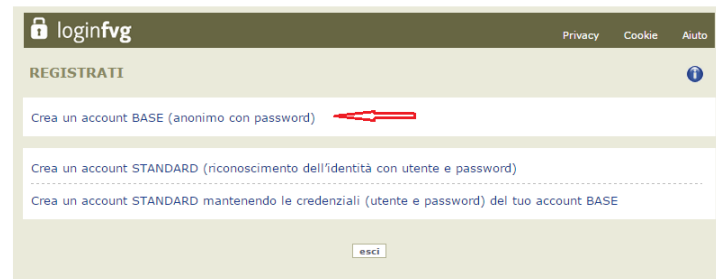 loginfvg
Privacy Cookie Aiuto
REGISTRATI
Crea un account BASE (anonimo con password)
Crea un account STANDARD (riconoscimento dell'identità con utente e password)
Crea un account STANDARD mantenendo le credenziali (utente e password) del tuo account BASE
esci